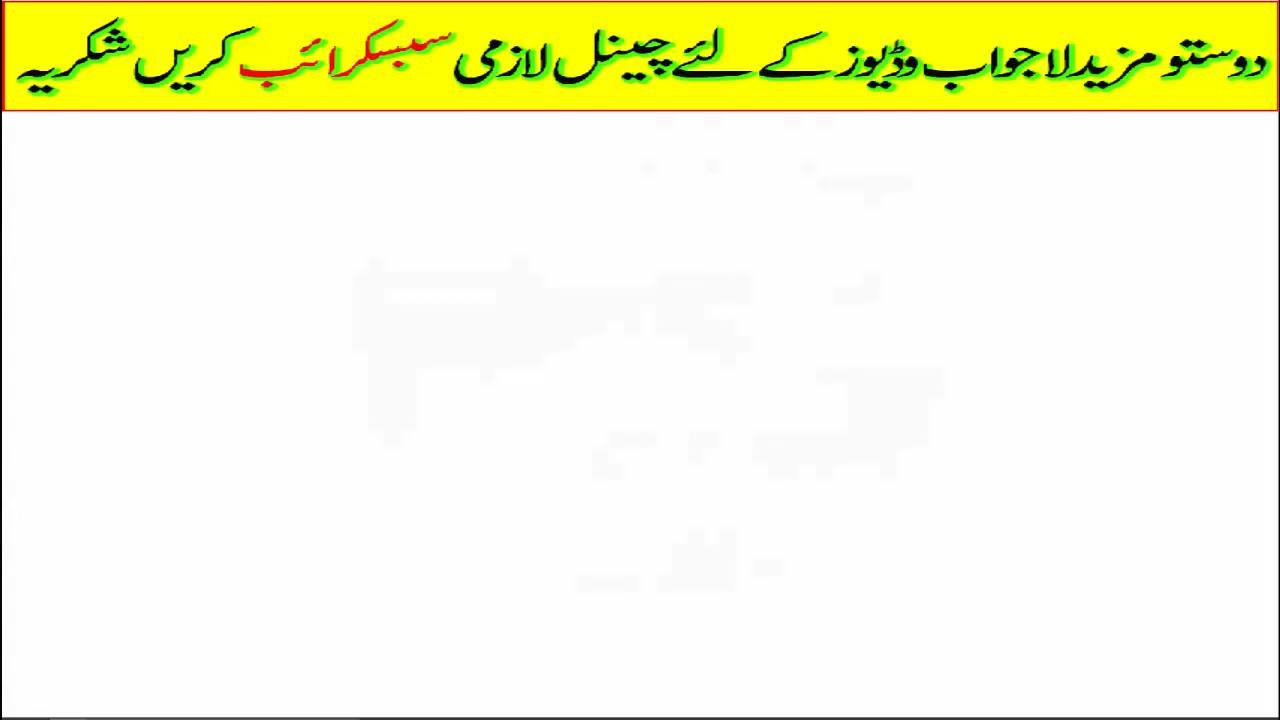 دوستو مزید لاجواب وڈیوز کے لئے چینل لازمی سبسکرائب کریں شکریہ